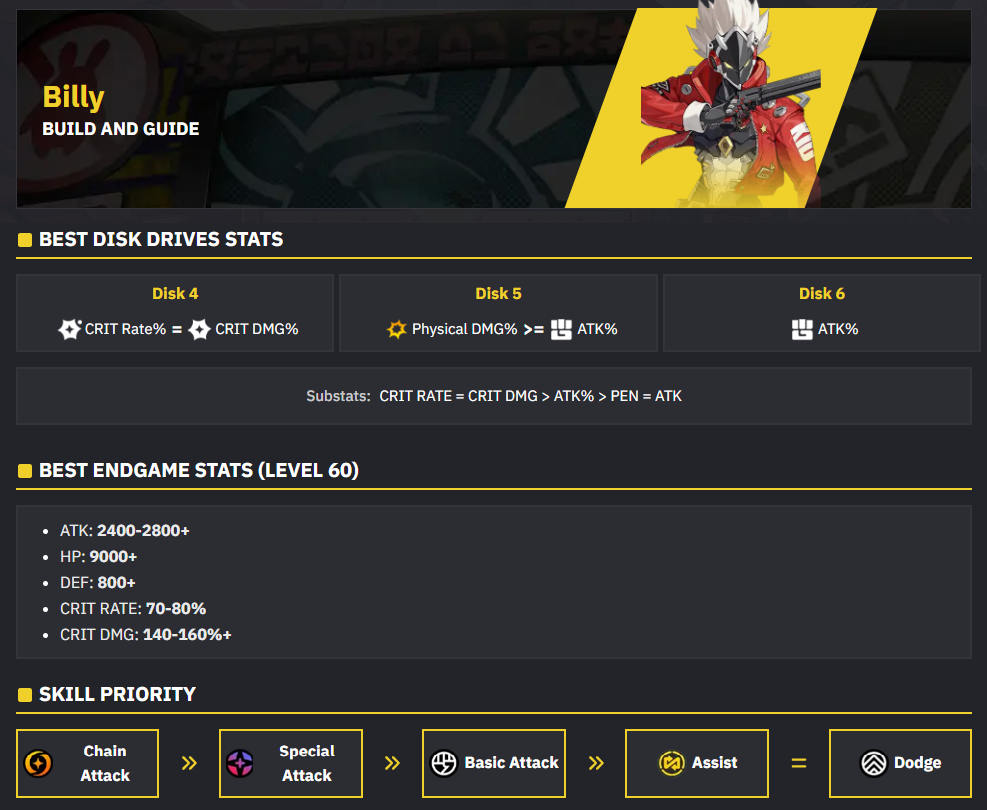 Billy
BUILD AND GUIDE
BEST DISK DRIVES STATS
Disk 4
CRIT Rate% = CRIT DMG%
Disk 5
Physical DMG% >= ATK%
Disk 6
ATK%
Substats: CRIT RATE = CRIT DMG > ATK% > PEN = ATK
BEST ENDGAME STATS (LEVEL 60)
• ATK: 2400-2800+
• HP: 9000+
• DEF: 800+
• CRIT RATE: 70-80%
• CRIT DMG: 140-160%+
SKILL PRIORITY
Chain
Attack
»
Special
Attack
»
Basic Attack
»
Assist
=
Dodge